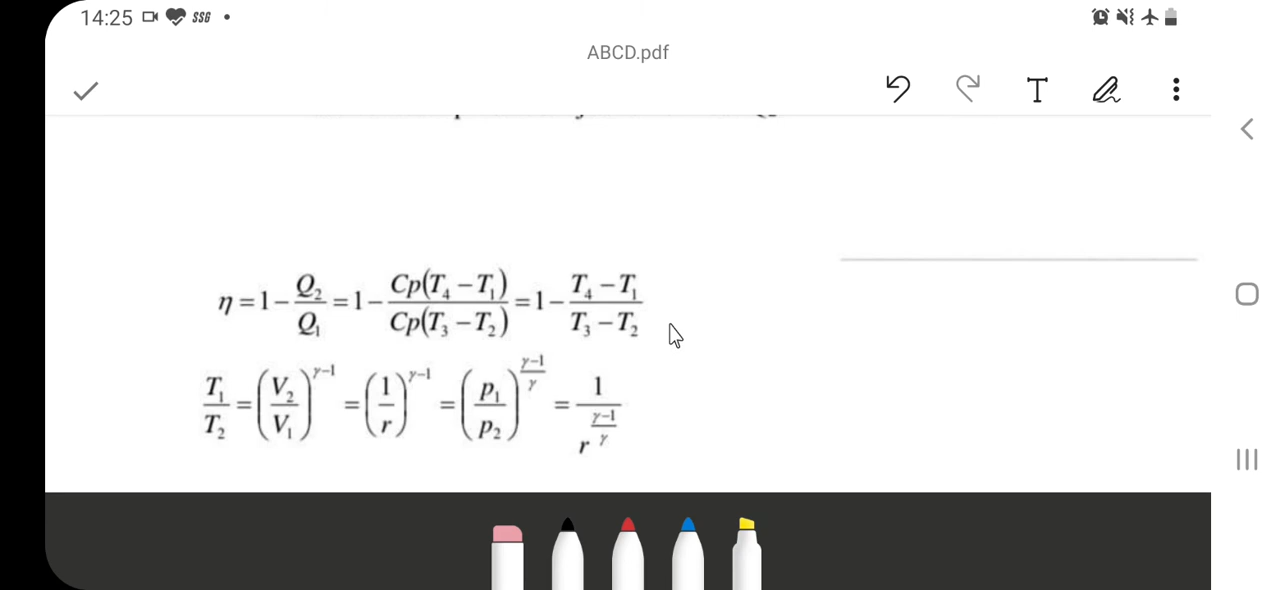 14:25 SSG
ABCD.pdf
T
η = 1 − Q₂/Q₁ = 1 − Cp(T₄ − T₁)/Cp(T₃ − T₂) = 1 − (T₄ − T₁)/(T₃ − T₂)
T₁/T₂ = (V₂/V₁)^(γ−1) = (1/r)^(γ−1) = (p₁/p₂)^((γ−1)/γ) = 1/r^((γ−1)/γ)